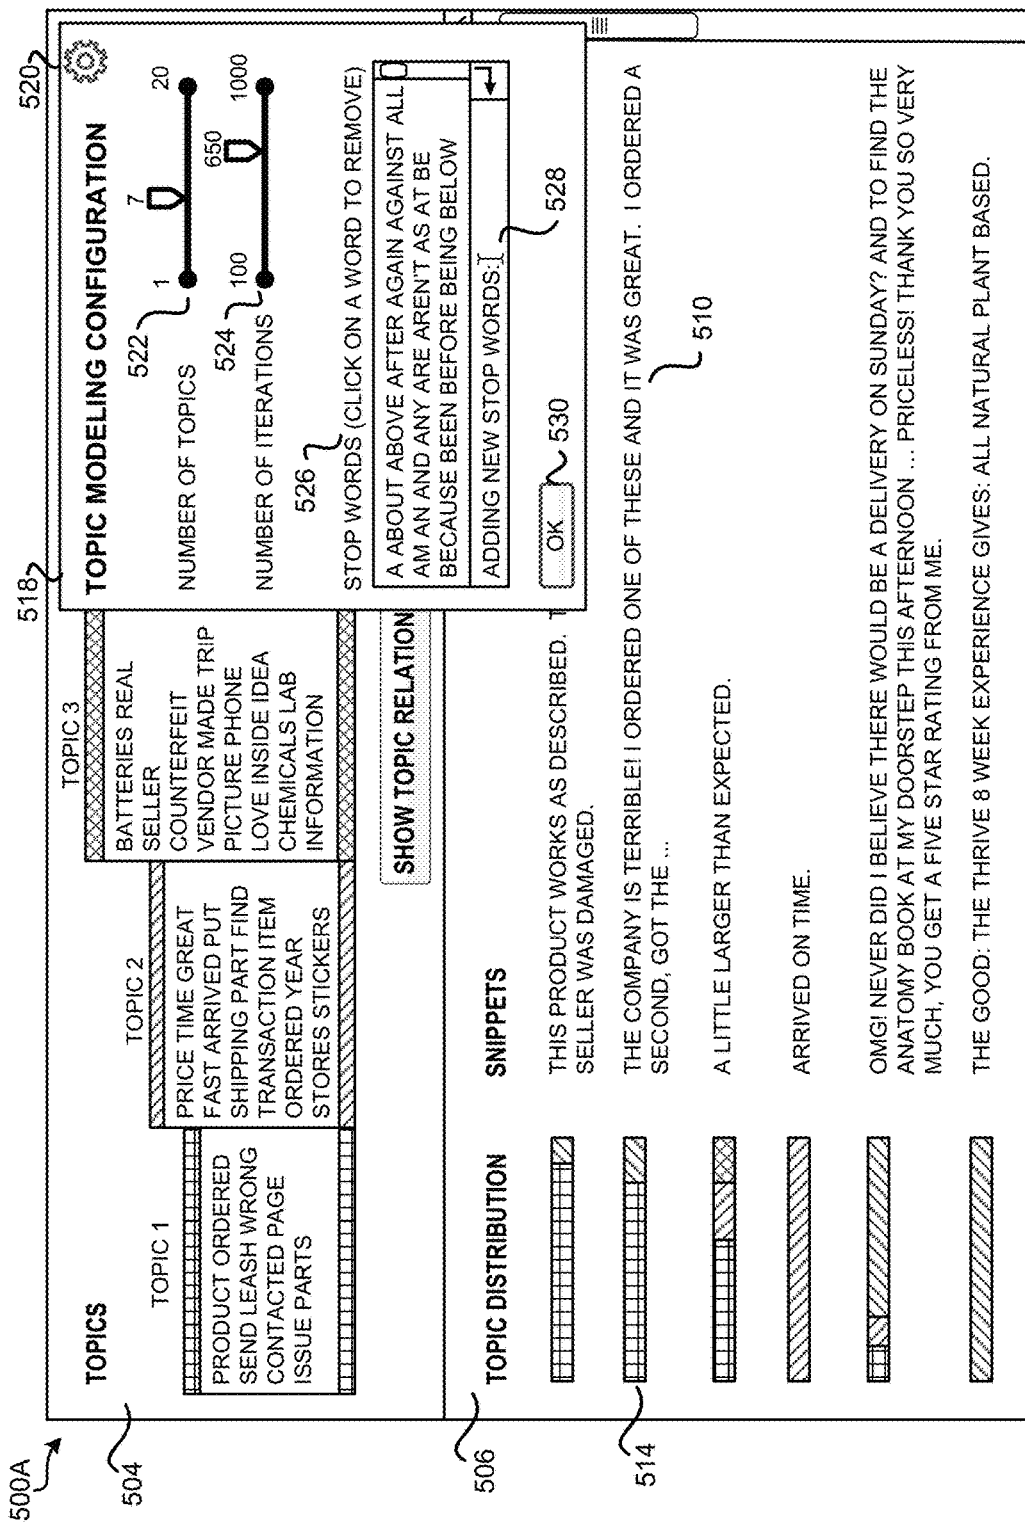 500A
504
TOPICS
TOPIC 1
PRODUCT ORDERED
SEND LEASH WRONG
CONTACTED PAGE
ISSUE PARTS
TOPIC 2
PRICE TIME GREAT
FAST ARRIVED PUT
SHIPPING PART FIND
TRANSACTION ITEM
ORDERED YEAR
STORES STICKERS
TOPIC 3
BATTERIES REAL
SELLER
COUNTERFEIT
VENDOR MADE TRIP
PICTURE PHONE
LOVE INSIDE IDEA
CHEMICALS LAB
INFORMATION
SHOW TOPIC RELATION
518
520
TOPIC MODELING CONFIGURATION
522
NUMBER OF TOPICS
1
7
20
524
NUMBER OF ITERATIONS
100
650
1000
526
STOP WORDS (CLICK ON A WORD TO REMOVE)
A ABOUT ABOVE AFTER AGAIN AGAINST ALL
AM AN AND ANY ARE AREN'T AS AT BE
BECAUSE BEEN BEFORE BEING BELOW
ADDING NEW STOP WORDS:
528
OK
530
506
TOPIC DISTRIBUTION
SNIPPETS
THIS PRODUCT WORKS AS DESCRIBED.
SELLER WAS DAMAGED.
514
THE COMPANY IS TERRIBLE! I ORDERED ONE OF THESE AND IT WAS GREAT. I ORDERED A
SECOND, GOT THE ...
510
A LITTLE LARGER THAN EXPECTED.
ARRIVED ON TIME.
OMG! NEVER DID I BELIEVE THERE WOULD BE A DELIVERY ON SUNDAY? AND TO FIND THE
ANATOMY BOOK AT MY DOORSTEP THIS AFTERNOON ... PRICELESS! THANK YOU SO VERY
MUCH, YOU GET A FIVE STAR RATING FROM ME.
THE GOOD: THE THRIVE 8 WEEK EXPERIENCE GIVES: ALL NATURAL PLANT BASED.